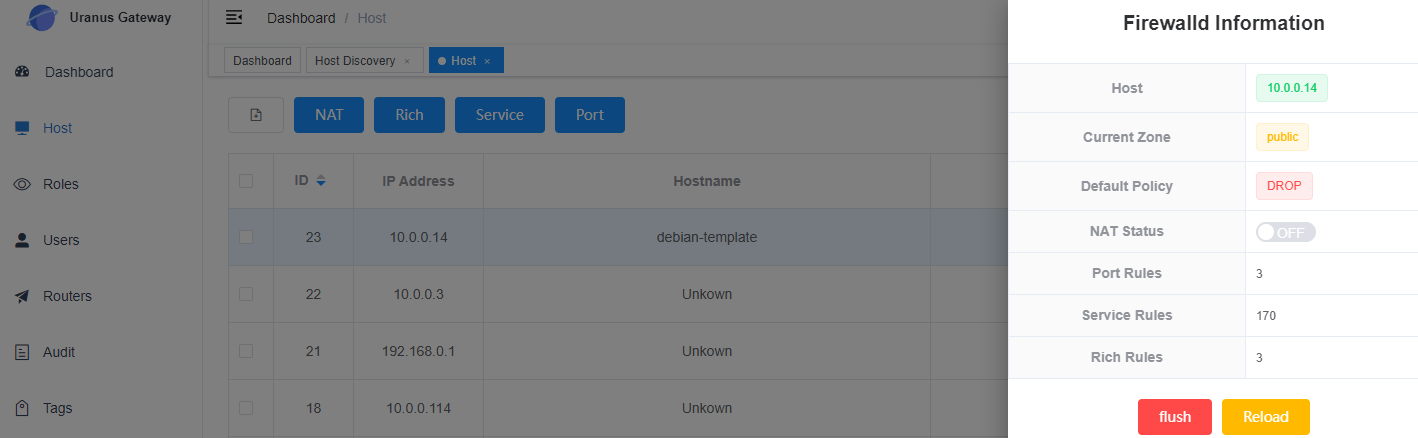 Uranus Gateway
Dashboard
Host
Roles
Users
Routers
Audit
Tags
Dashboard / Host
Dashboard Host Discovery × Host ×
NAT Rich Service Port
ID IP Address Hostname
23 10.0.0.14 debian-template
22 10.0.0.3 Unkown
21 192.168.0.1 Unkown
18 10.0.0.114 Unkown
Firewalld Information
Host 10.0.0.14
Current Zone public
Default Policy DROP
NAT Status OFF
Port Rules 3
Service Rules 170
Rich Rules 3
flush Reload